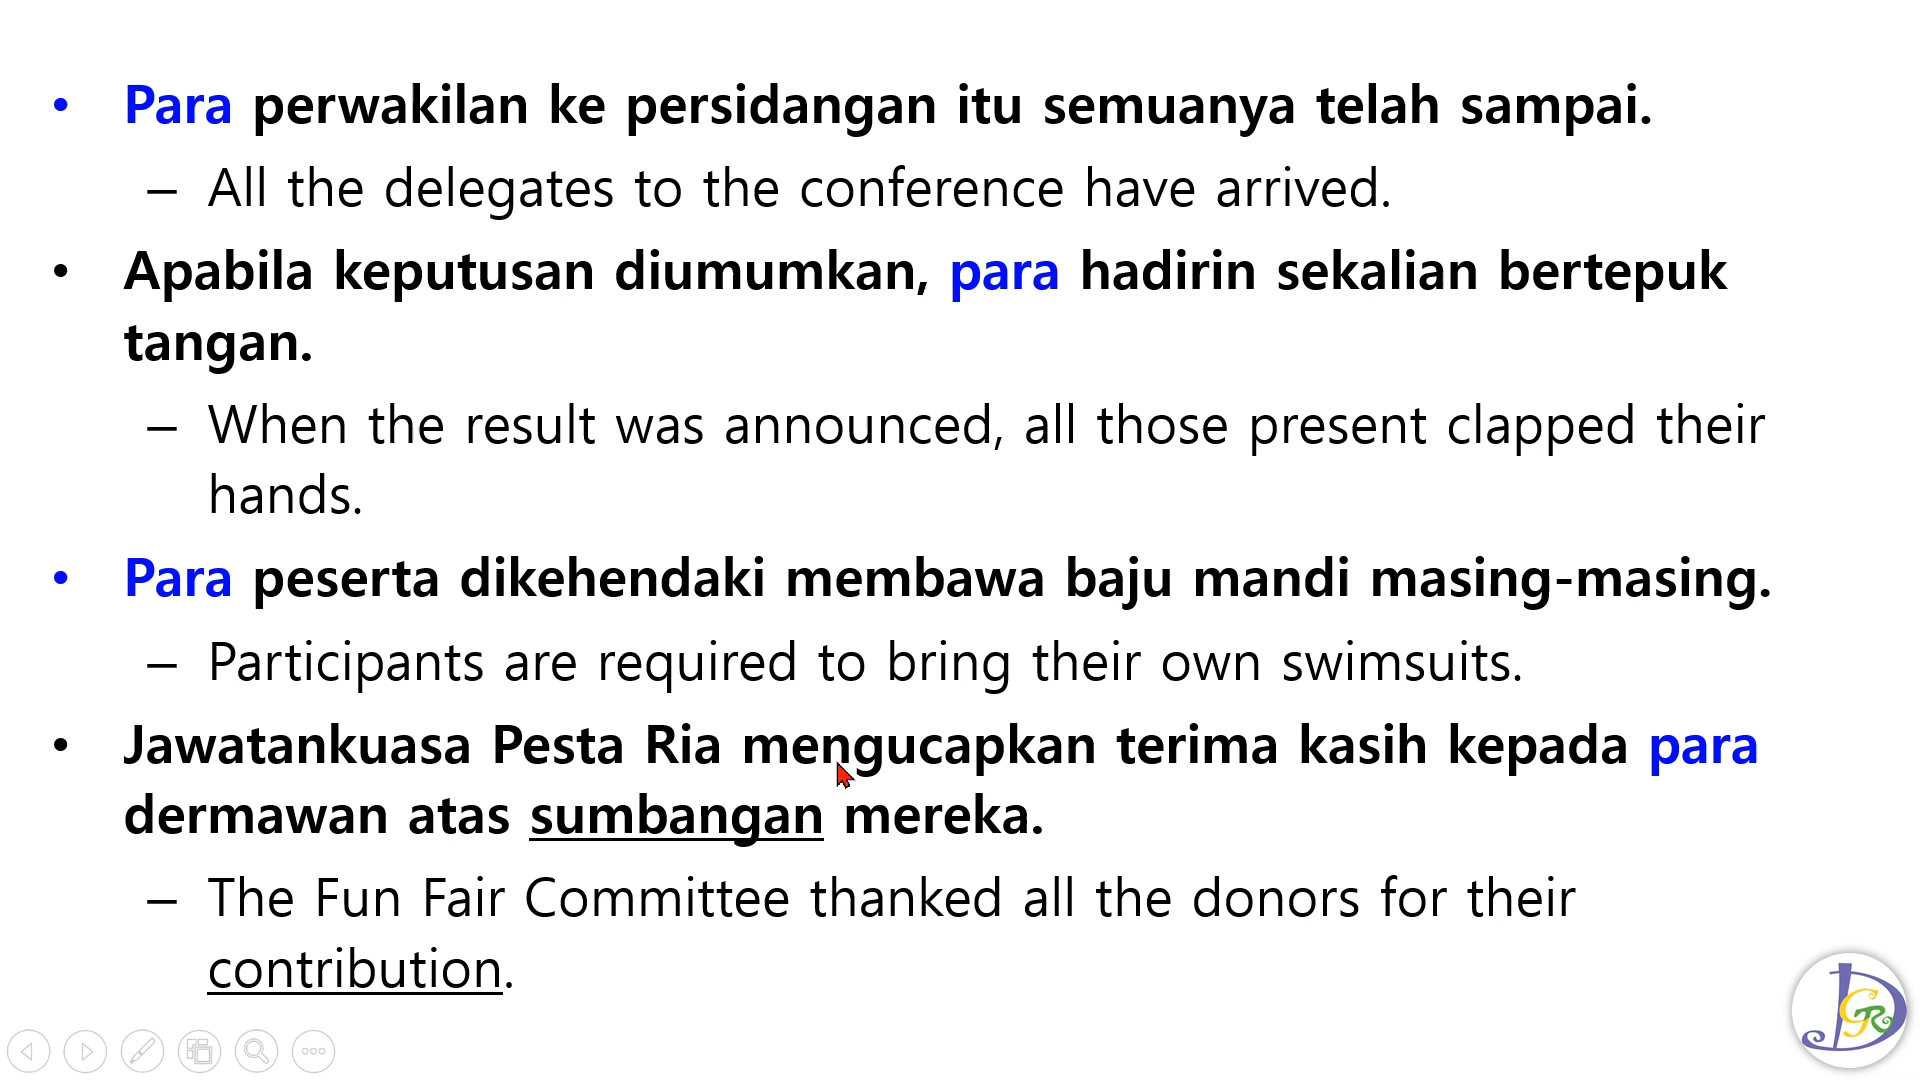 • Para perwakilan ke persidangan itu semuanya telah sampai.
– All the delegates to the conference have arrived.
• Apabila keputusan diumumkan, para hadirin sekalian bertepuk
tangan.
– When the result was announced, all those present clapped their
hands.
• Para peserta dikehendaki membawa baju mandi masing-masing.
– Participants are required to bring their own swimsuits.
• Jawatankuasa Pesta Ria mengucapkan terima kasih kepada para
dermawan atas sumbangan mereka.
– The Fun Fair Committee thanked all the donors for their
contribution.